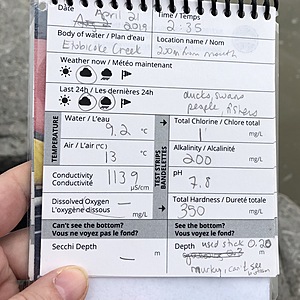 Date April 21 2019
Time / Temps 2:35
Body of water / Plan d'eau
Etobicoke Creek
Location name / Nom
200m from mouth
Weather now / Météo maintenant
Last 24h / Les dernières 24h
ducks, swans
people fishers
TEMPERATURE
Water / L'eau
9.2 °C
Air / L'air (°C)
13 °C
Conductivity
Conductivité
1139 µS/cm
Dissolved Oxygen
L'oxygène dissous
— mg/L
TEST STRIPS
BANDELETTES
Total Chlorine / Chlore total
1 mg/L
Alkalinity / Alcalinité
200 mg/L
pH
7.8
Total Hardness / Dureté totale
350 mg/L
Can't see the bottom?
Vous ne voyez pas le fond?
Secchi Depth
— m
See the bottom?
Vous voyez le fond?
Depth used stick 0.20 m
murky, can't see
bottom